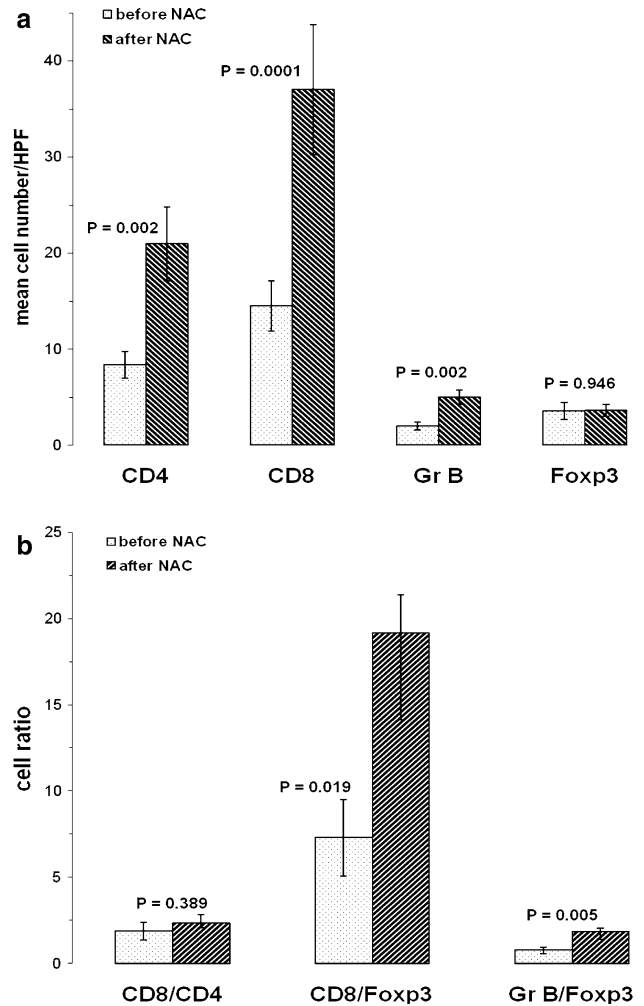 a
before NAC
after NAC
mean cell number/HPF
40
30
20
10
0
P = 0.002
P = 0.0001
P = 0.002
P = 0.946
CD4 CD8 Gr B Foxp3
b
before NAC
after NAC
cell ratio
25
20
15
10
5
0
P = 0.389
P = 0.019
P = 0.005
CD8/CD4 CD8/Foxp3 Gr B/Foxp3